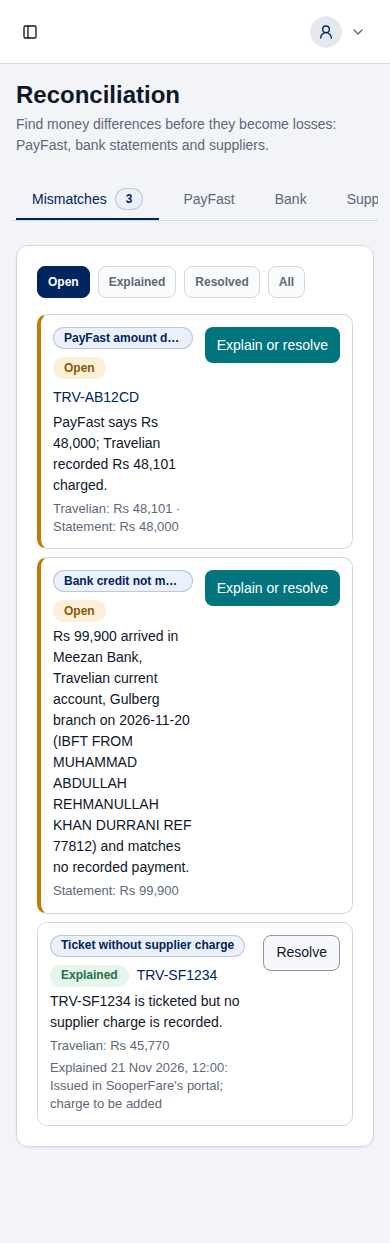 Reconciliation
Find money differences before they become losses:
PayFast, bank statements and suppliers.
Mismatches 3 PayFast Bank Supp
Open Explained Resolved All
PayFast amount d…
Explain or resolve
Open
TRV-AB12CD
PayFast says Rs
48,000; Travelian
recorded Rs 48,101
charged.
Travelian: Rs 48,101 ·
Statement: Rs 48,000
Bank credit not m…
Explain or resolve
Open
Rs 99,900 arrived in
Meezan Bank,
Travelian current
account, Gulberg
branch on 2026-11-20
(IBFT FROM
MUHAMMAD
ABDULLAH
REHMANULLAH
KHAN DURRANI REF
77812) and matches
no recorded payment.
Statement: Rs 99,900
Ticket without supplier charge
Resolve
Explained TRV-SF1234
TRV-SF1234 is ticketed but no
supplier charge is recorded.
Travelian: Rs 45,770
Explained 21 Nov 2026, 12:00:
Issued in SooperFare's portal;
charge to be added